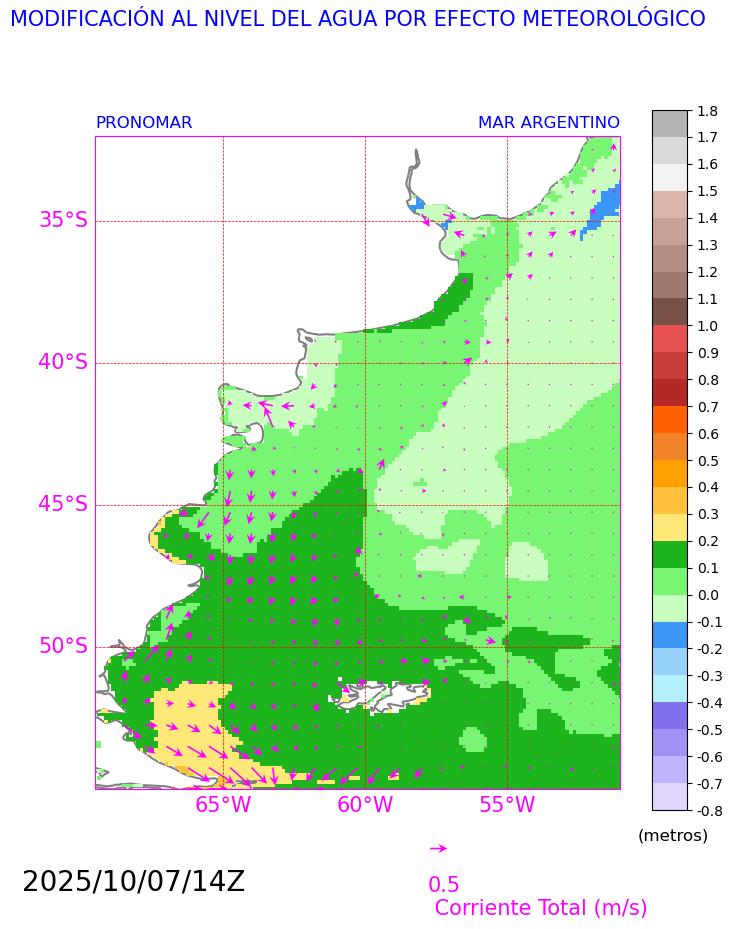 MODIFICACIÓN AL NIVEL DEL AGUA POR EFECTO METEOROLÓGICO
PRONOMAR MAR ARGENTINO
35°S
40°S
45°S
50°S
65°W 60°W 55°W
1.8
1.7
1.6
1.5
1.4
1.3
1.2
1.1
1.0
0.9
0.8
0.7
0.6
0.5
0.4
0.3
0.2
0.1
0.0
-0.1
-0.2
-0.3
-0.4
-0.5
-0.6
-0.7
-0.8
(metros)
2025/10/07/14Z
0.5
Corriente Total (m/s)